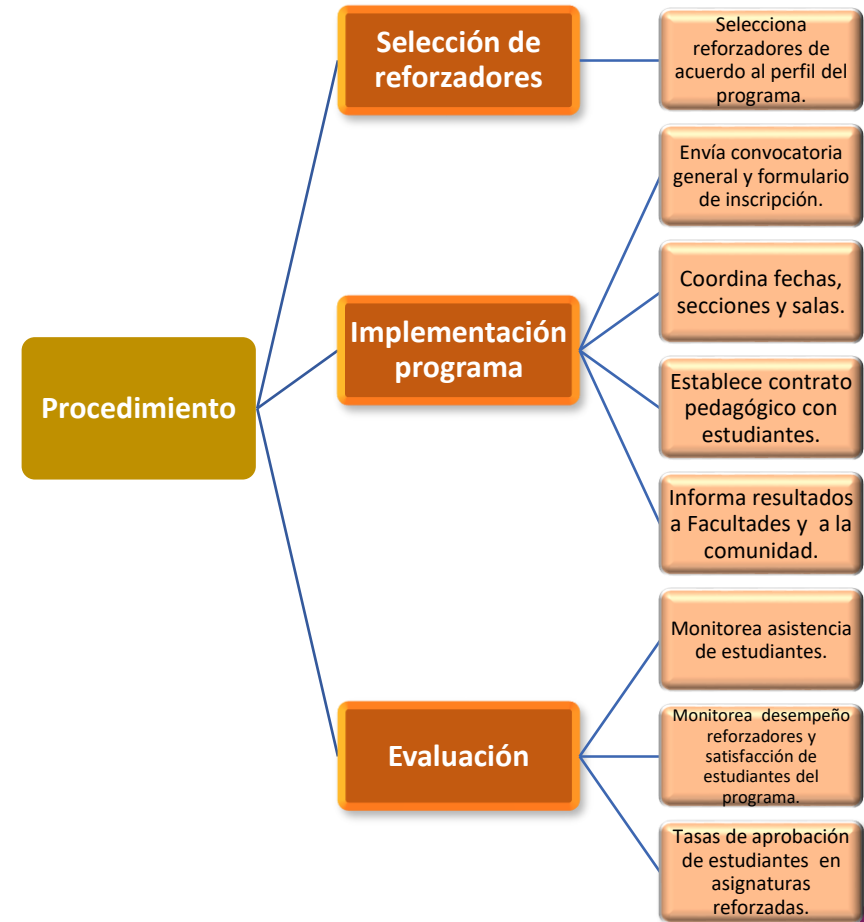 Procedimiento
Selección de
reforzadores
Selecciona
reforzadores de
acuerdo al perfil del
programa.
Implementación
programa
Envía convocatoria
general y formulario
de inscripción.
Coordina fechas,
secciones y salas.
Establece contrato
pedagógico con
estudiantes.
Informa resultados
a Facultades y a la
comunidad.
Evaluación
Monitorea asistencia
de estudiantes.
Monitorea desempeño
reforzadores y
satisfacción de
estudiantes del
programa.
Tasas de aprobación
de estudiantes en
asignaturas
reforzadas.